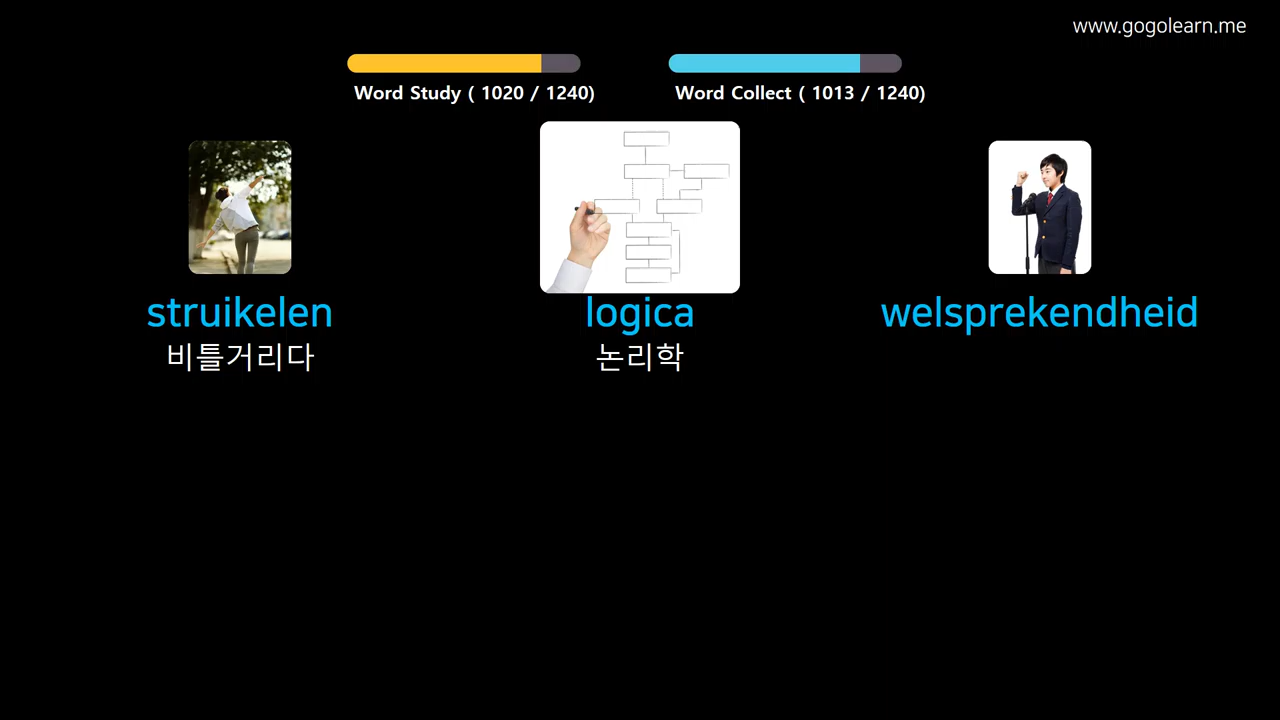 www.gogolearn.me
Word Study ( 1020 / 1240)
Word Collect ( 1013 / 1240)
struikelen
logica
welsprekendheid
비틀거리다
논리학